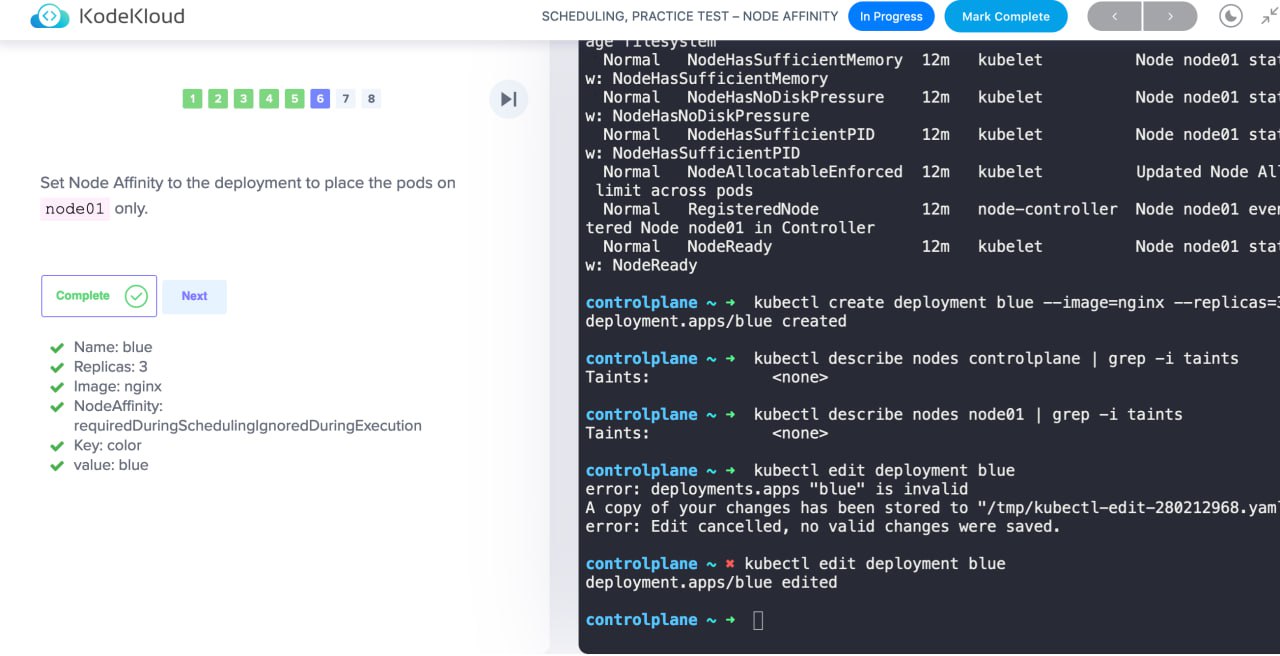 KodeKloud
SCHEDULING, PRACTICE TEST – NODE AFFINITY
In Progress
Mark Complete
1 2 3 4 5 6 7 8
Set Node Affinity to the deployment to place the pods on
node01 only.
Complete
Next
Name: blue
Replicas: 3
Image: nginx
NodeAffinity:
requiredDuringSchedulingIgnoredDuringExecution
Key: color
value: blue
age filesystem
Normal NodeHasSufficientMemory 12m kubelet Node node01 stat
w: NodeHasSufficientMemory
Normal NodeHasNoDiskPressure 12m kubelet Node node01 stat
w: NodeHasNoDiskPressure
Normal NodeHasSufficientPID 12m kubelet Node node01 stat
w: NodeHasSufficientPID
Normal NodeAllocatableEnforced 12m kubelet Updated Node All
limit across pods
Normal RegisteredNode 12m node-controller Node node01 even
tered Node node01 in Controller
Normal NodeReady 12m kubelet Node node01 stat
w: NodeReady
controlplane ~ ➜ kubectl create deployment blue --image=nginx --replicas=3
deployment.apps/blue created
controlplane ~ ➜ kubectl describe nodes controlplane | grep -i taints
Taints: <none>
controlplane ~ ➜ kubectl describe nodes node01 | grep -i taints
Taints: <none>
controlplane ~ ➜ kubectl edit deployment blue
error: deployments.apps "blue" is invalid
A copy of your changes has been stored to "/tmp/kubectl-edit-280212968.yaml
error: Edit cancelled, no valid changes were saved.
controlplane ~ ✖ kubectl edit deployment blue
deployment.apps/blue edited
controlplane ~ ➜